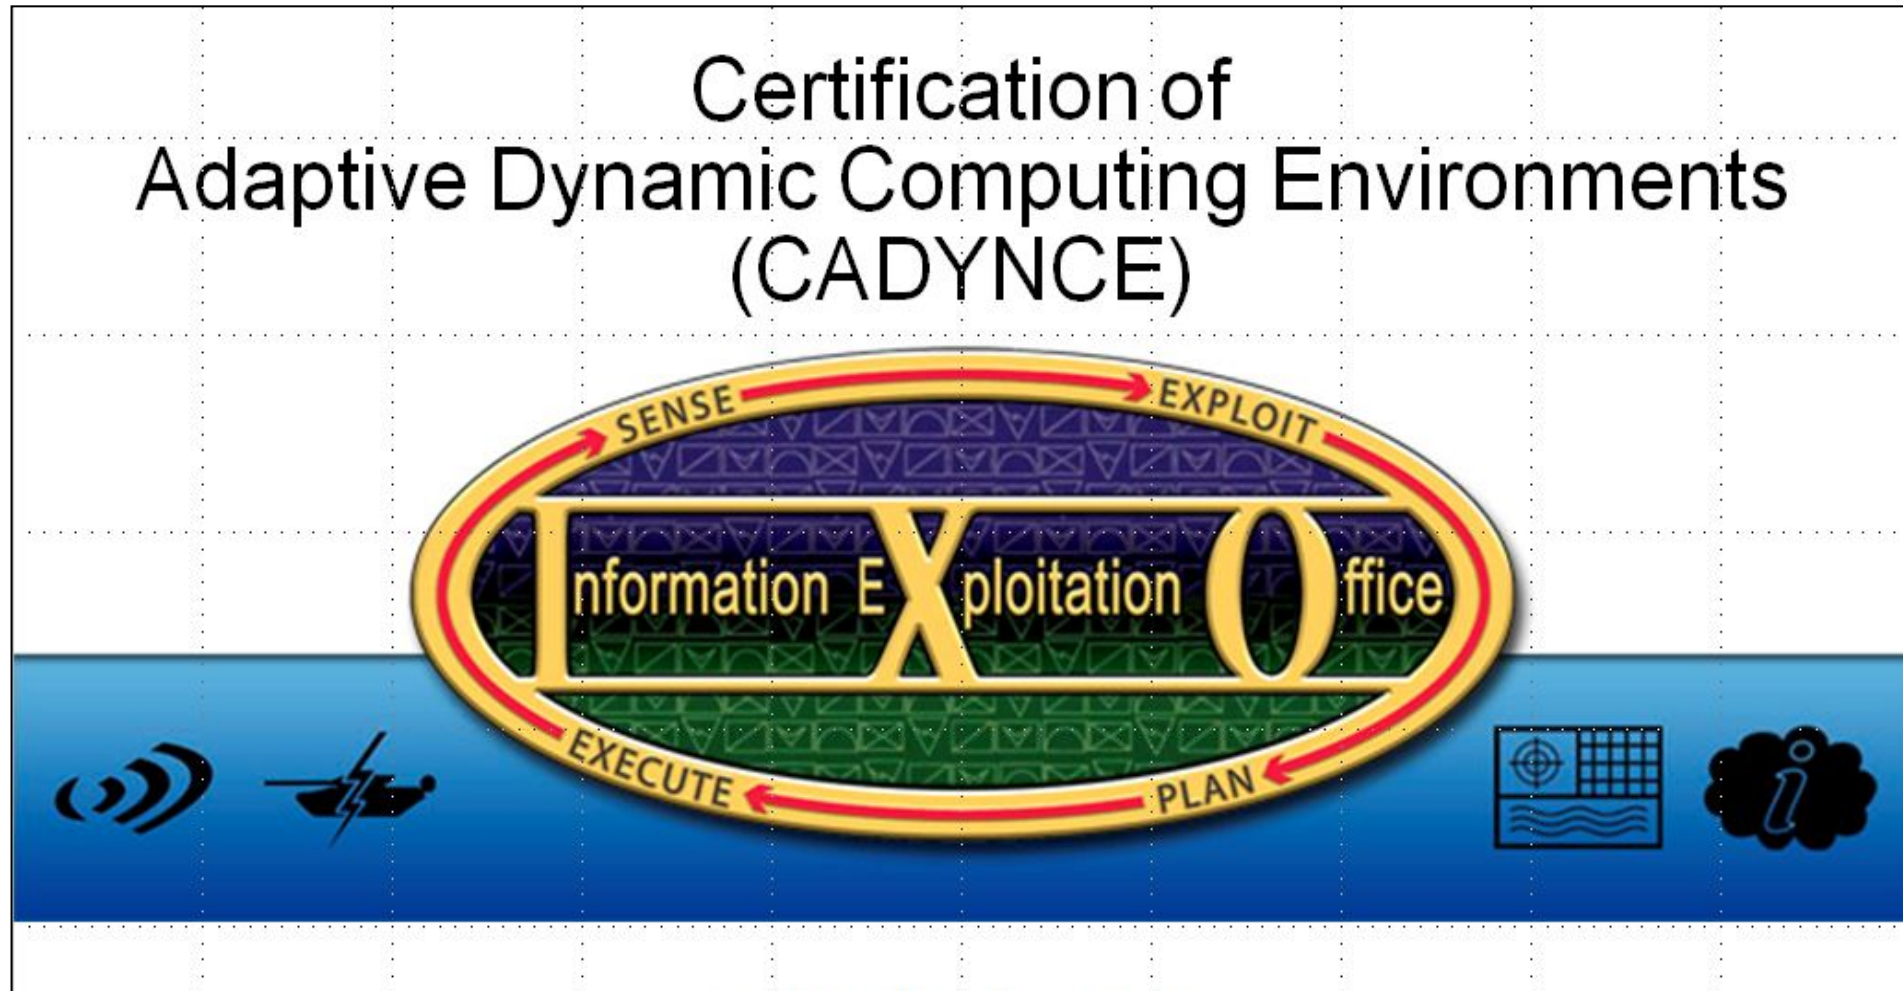 Certification of
Adaptive Dynamic Computing Environments
(CADYNCE)
SENSE
EXPLOIT
Information EXploitation Office
EXECUTE
PLAN
i